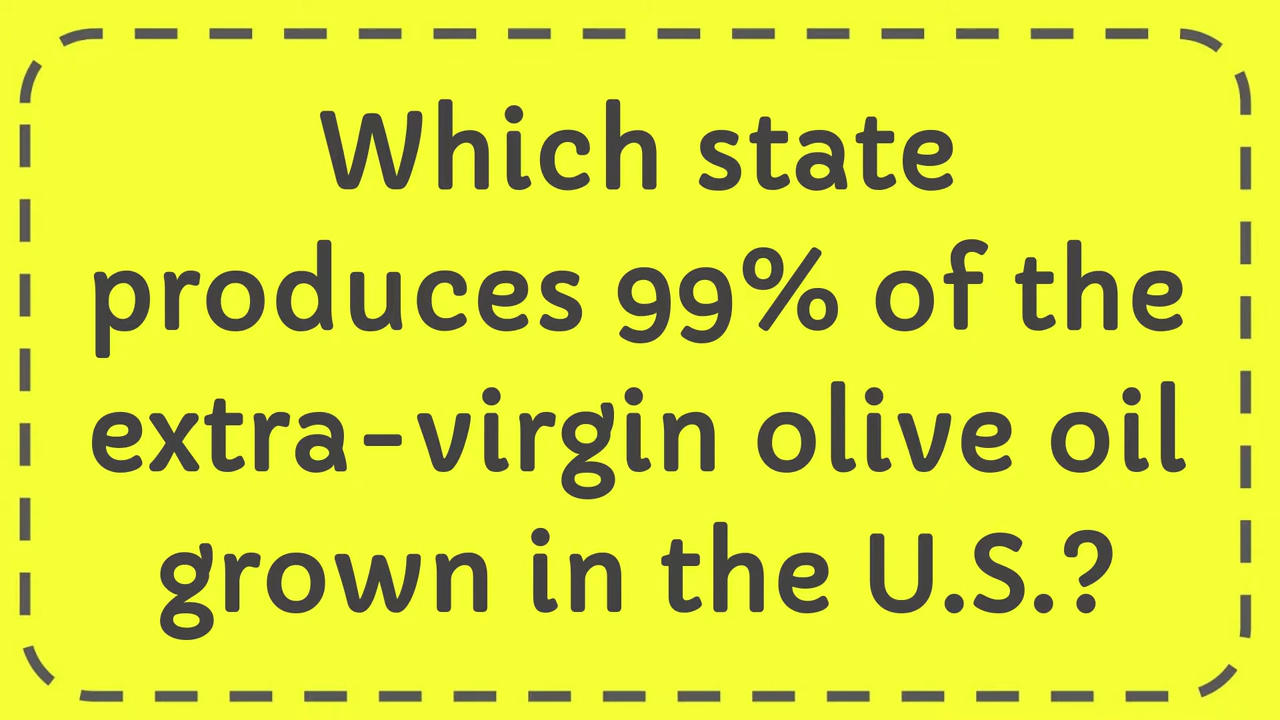 Which state
produces 99% of the
extra-virgin olive oil
grown in the U.S.?